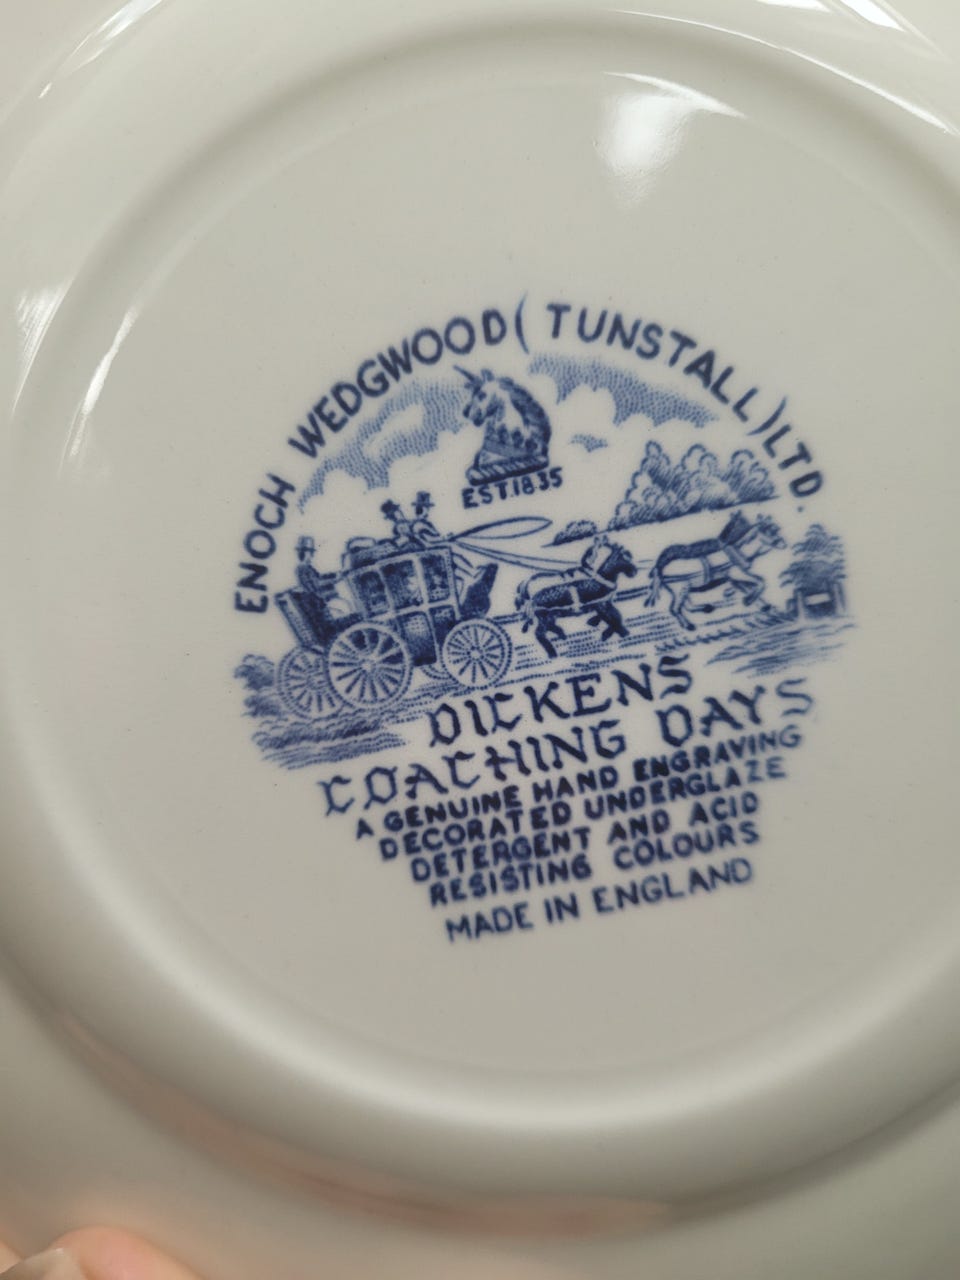 ENOCH WEDGWOOD (TUNSTALL) LTD.
EST. 1835
DICKENS
COACHING DAYS
A GENUINE HAND ENGRAVING
DECORATED UNDERGLAZE
DETERGENT AND ACID
RESISTING COLOURS
MADE IN ENGLAND